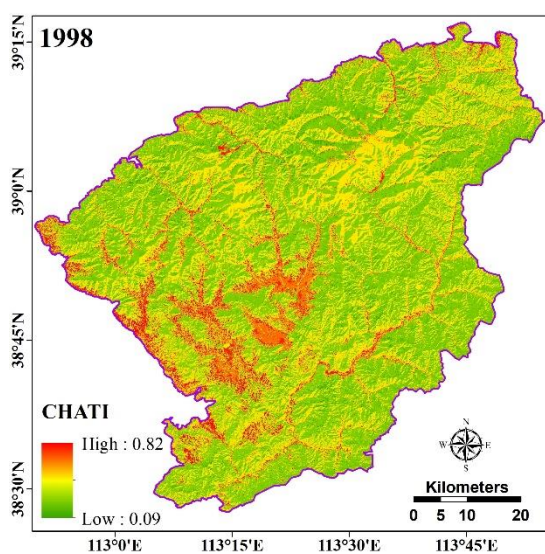 1998
39°15'N
39°0'N
38°45'N
38°30'N
CHATI
High : 0.82
Low : 0.09
N
W E
S
Kilometers
0 5 10 20
113°0'E 113°15'E 113°30'E 113°45'E